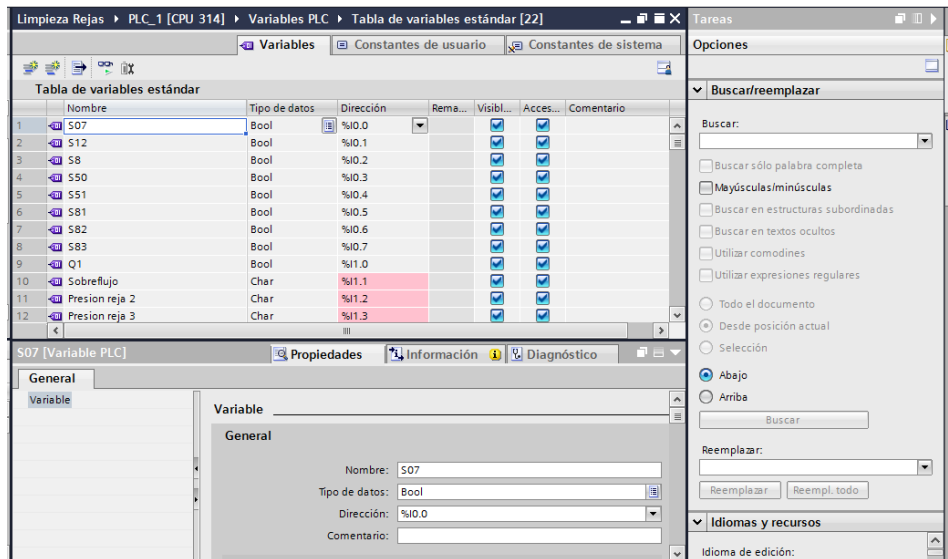 Limpieza Rejas ▸ PLC_1 [CPU 314] ▸ Variables PLC ▸ Tabla de variables estándar [22]
Variables Constantes de usuario Constantes de sistema
Tabla de variables estándar
Nombre Tipo de datos Dirección Rema... Visibl... Acces... Comentario
1 S07 Bool %I0.0
2 S12 Bool %I0.1
3 S8 Bool %I0.2
4 S50 Bool %I0.3
5 S51 Bool %I0.4
6 S81 Bool %I0.5
7 S82 Bool %I0.6
8 S83 Bool %I0.7
9 Q1 Bool %I1.0
10 Sobreflujo Char %I1.1
11 Presion reja 2 Char %I1.2
12 Presion reja 3 Char %I1.3
S07 [Variable PLC]
Propiedades Información Diagnóstico
General
Variable
Variable
General
Nombre: S07
Tipo de datos: Bool
Dirección: %I0.0
Comentario:
Tareas
Opciones
Buscar/reemplazar
Buscar:
Buscar sólo palabra completa
Mayúsculas/minúsculas
Buscar en estructuras subordinadas
Buscar en textos ocultos
Utilizar comodines
Utilizar expresiones regulares
Todo el documento
Desde posición actual
Selección
Abajo
Arriba
Buscar
Reemplazar:
Reemplazar Reempl. todo
Idiomas y recursos
Idioma de edición: